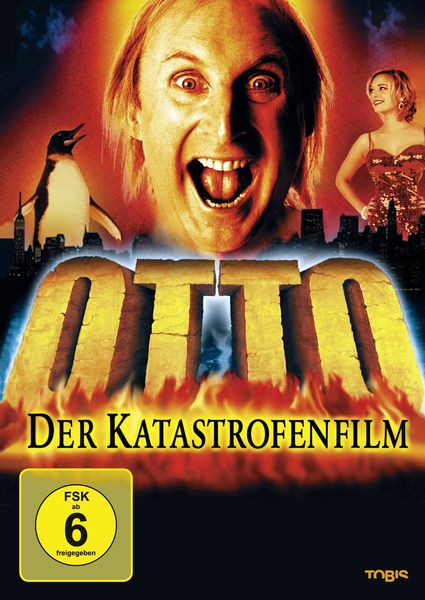 OTTO
DER KATASTROFENFILM
FSK
ab
6
freigegeben
TOBIS